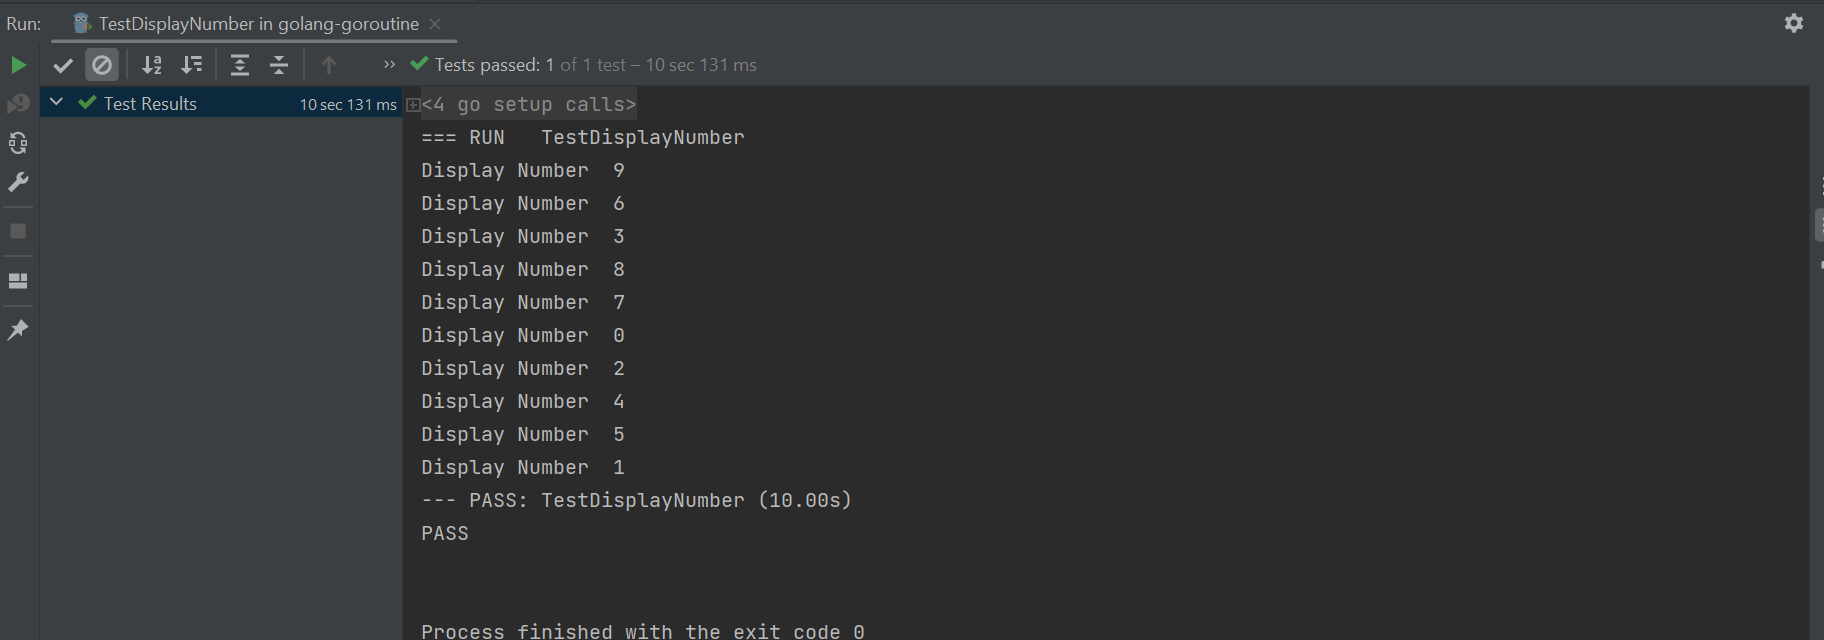 Run: TestDisplayNumber in golang-goroutine
Tests passed: 1 of 1 test – 10 sec 131 ms
Test Results 10 sec 131 ms
<4 go setup calls>
=== RUN   TestDisplayNumber
Display Number  9
Display Number  6
Display Number  3
Display Number  8
Display Number  7
Display Number  0
Display Number  2
Display Number  4
Display Number  5
Display Number  1
--- PASS: TestDisplayNumber (10.00s)
PASS
Process finished with the exit code 0